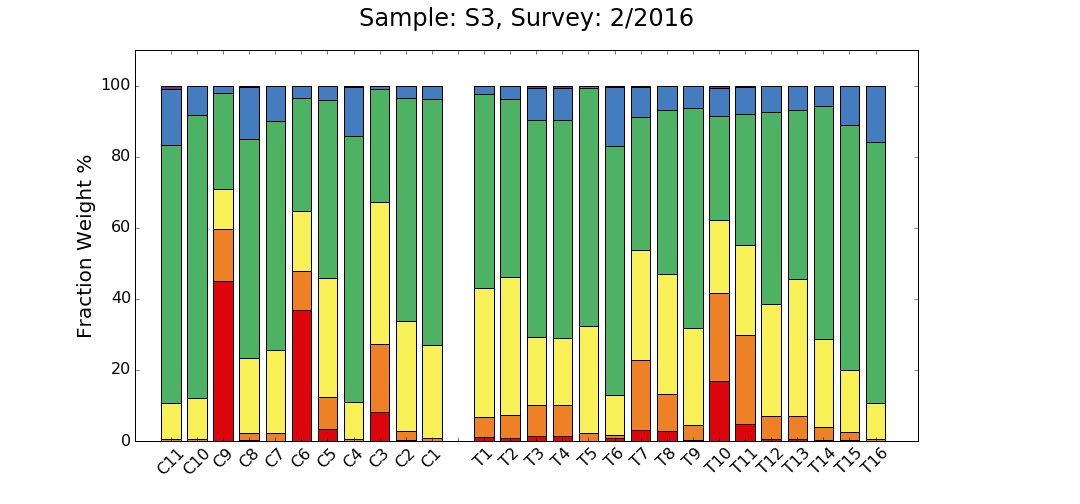 Sample: S3, Survey: 2/2016
Fraction Weight %
100
80
60
40
20
0
C11 C10 C9 C8 C7 C6 C5 C4 C3 C2 C1 T1 T2 T3 T4 T5 T6 T7 T8 T9 T10 T11 T12 T13 T14 T15 T16